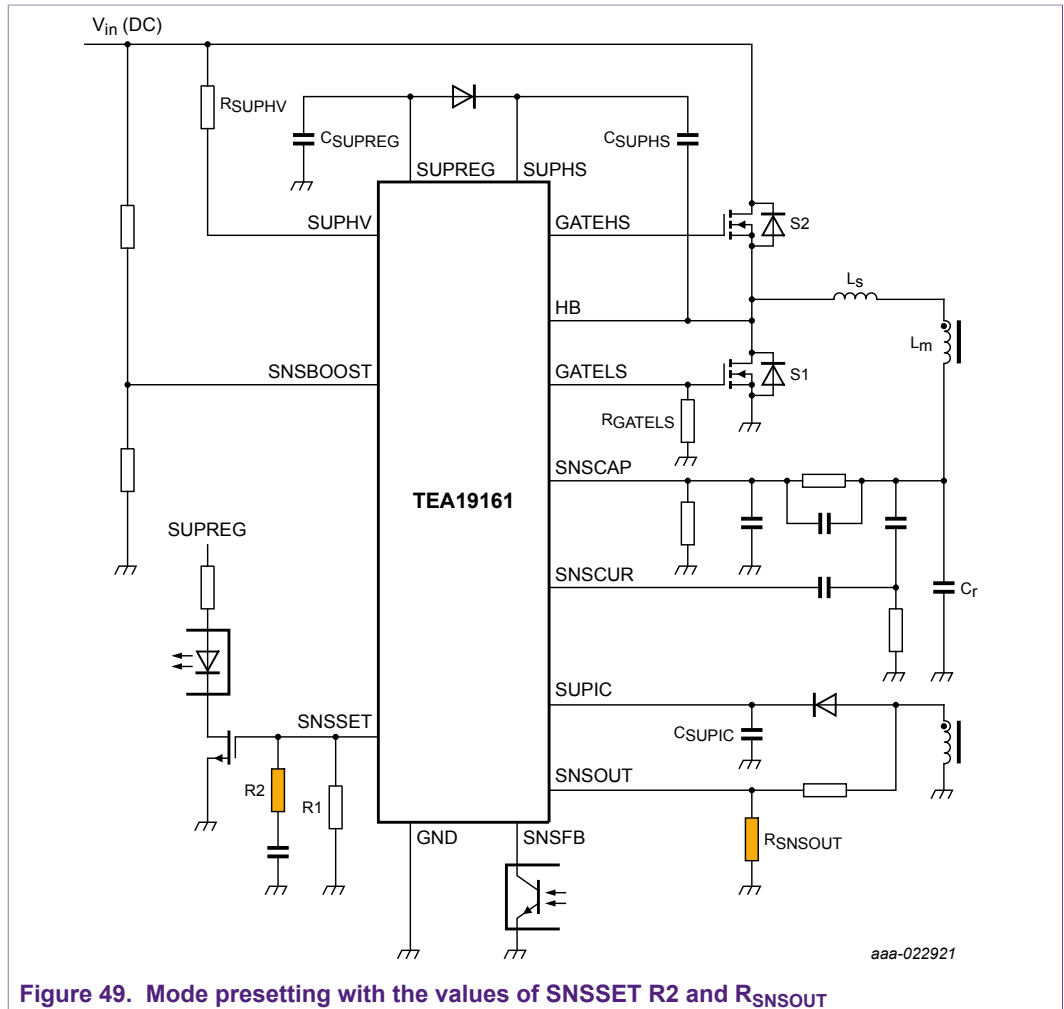 Vin (DC)
RSUPHV
CSUPREG
CSUPHS
SUPREG
SUPHS
SUPHV
GATEHS
S2
Ls
HB
Lm
SNSBOOST
GATELS
S1
RGATELS
SNSCAP
TEA19161
SUPREG
SNSCUR
Cr
SUPIC
SNSSET
CSUPIC
SNSOUT
R2
R1
RSNSOUT
GND
SNSFB
aaa-022921
Figure 49. Mode presetting with the values of SNSSET R2 and RSNSOUT